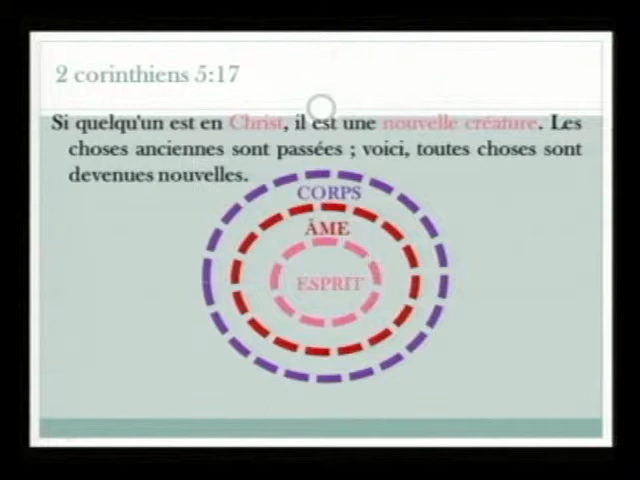 2 corinthiens 5:17
Si quelqu'un est en Christ, il est une nouvelle créature. Les
choses anciennes sont passées ; voici, toutes choses sont
devenues nouvelles.
CORPS
ÂME
ESPRIT